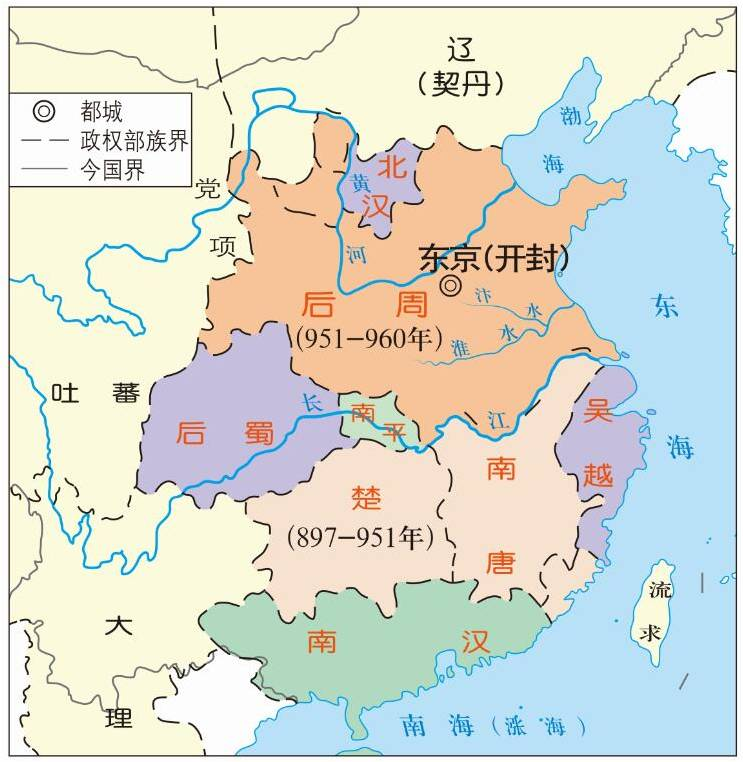 辽
(契丹)
都城
政权部族界
今国界
渤海
党项
北汉
黄河
东京(开封)
后周
(951-960年)
汴水
淮水
东海
吐蕃
后蜀
长江
南平
吴越
楚
(897-951年)
南唐
流求
大理
南汉
南海(涨海)